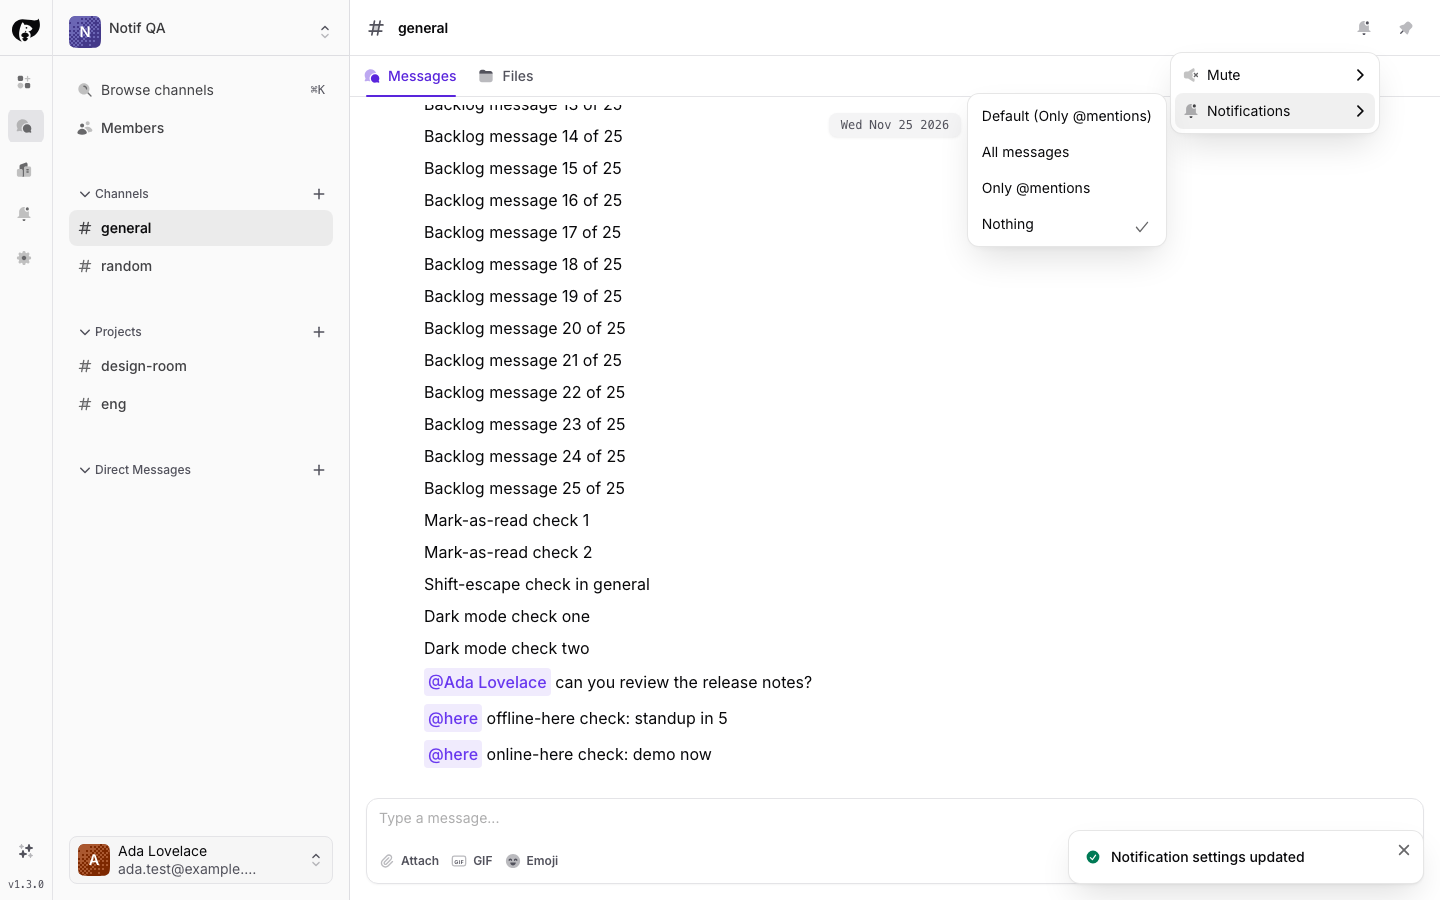 N
Notif QA
Browse channels
⌘K
Members
Channels
general
random
Projects
design-room
eng
Direct Messages
A
Ada Lovelace
ada.test@example....
v1.3.0
general
Messages
Files
Mute
Notifications
Default (Only @mentions)
All messages
Only @mentions
Nothing
Wed Nov 25 2026
Backlog message 13 of 25
Backlog message 14 of 25
Backlog message 15 of 25
Backlog message 16 of 25
Backlog message 17 of 25
Backlog message 18 of 25
Backlog message 19 of 25
Backlog message 20 of 25
Backlog message 21 of 25
Backlog message 22 of 25
Backlog message 23 of 25
Backlog message 24 of 25
Backlog message 25 of 25
Mark-as-read check 1
Mark-as-read check 2
Shift-escape check in general
Dark mode check one
Dark mode check two
@Ada Lovelace can you review the release notes?
@here offline-here check: standup in 5
@here online-here check: demo now
Type a message...
Attach
GIF
GIF
Emoji
Notification settings updated